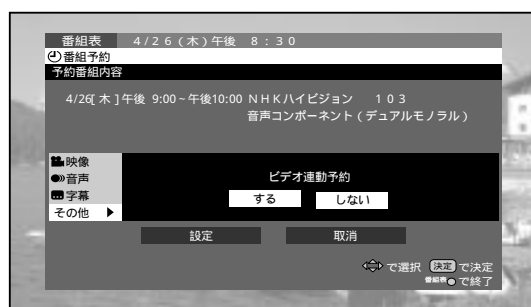 番組表 4/26(木)午後 8:30
番組予約
予約番組内容
4/26[木]午後 9:00~午後10:00 NHKハイビジョン 103
音声コンポーネント(デュアルモノラル)
映像
音声
字幕
その他 ▶
ビデオ連動予約
する しない
設定 取消
で選択 決定 で決定
番組表 で終了